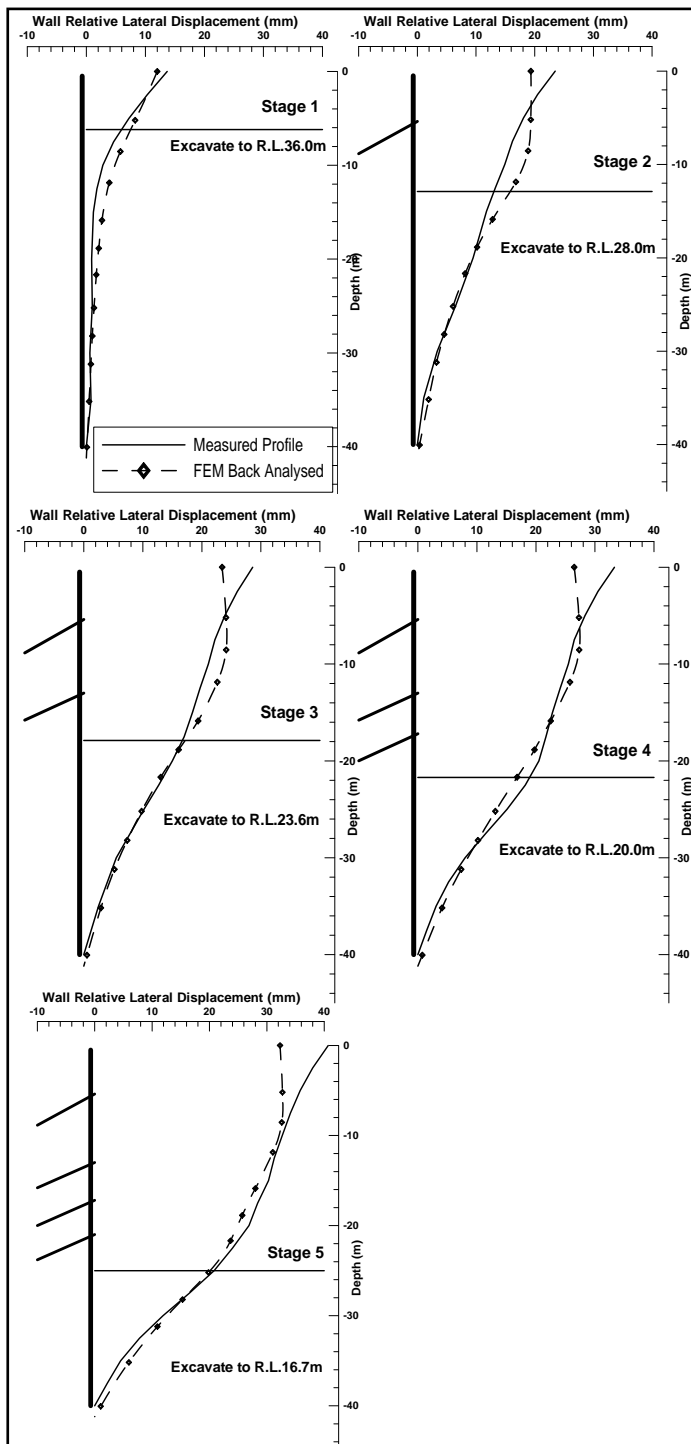 Wall Relative Lateral Displacement (mm)
-10 0 10 20 30 40
0
-10
-20
-30
-40
Depth (m)
Stage 1
Excavate to R.L.36.0m
Measured Profile
FEM Back Analysed
Wall Relative Lateral Displacement (mm)
-10 0 10 20 30 40
0
-10
-20
-30
-40
Depth (m)
Stage 2
Excavate to R.L.28.0m
Wall Relative Lateral Displacement (mm)
-10 0 10 20 30 40
0
-10
-20
-30
-40
Depth (m)
Stage 3
Excavate to R.L.23.6m
Wall Relative Lateral Displacement (mm)
-10 0 10 20 30 40
0
-10
-20
-30
-40
Depth (m)
Stage 4
Excavate to R.L.20.0m
Wall Relative Lateral Displacement (mm)
-10 0 10 20 30 40
0
-10
-20
-30
-40
Depth (m)
Stage 5
Excavate to R.L.16.7m